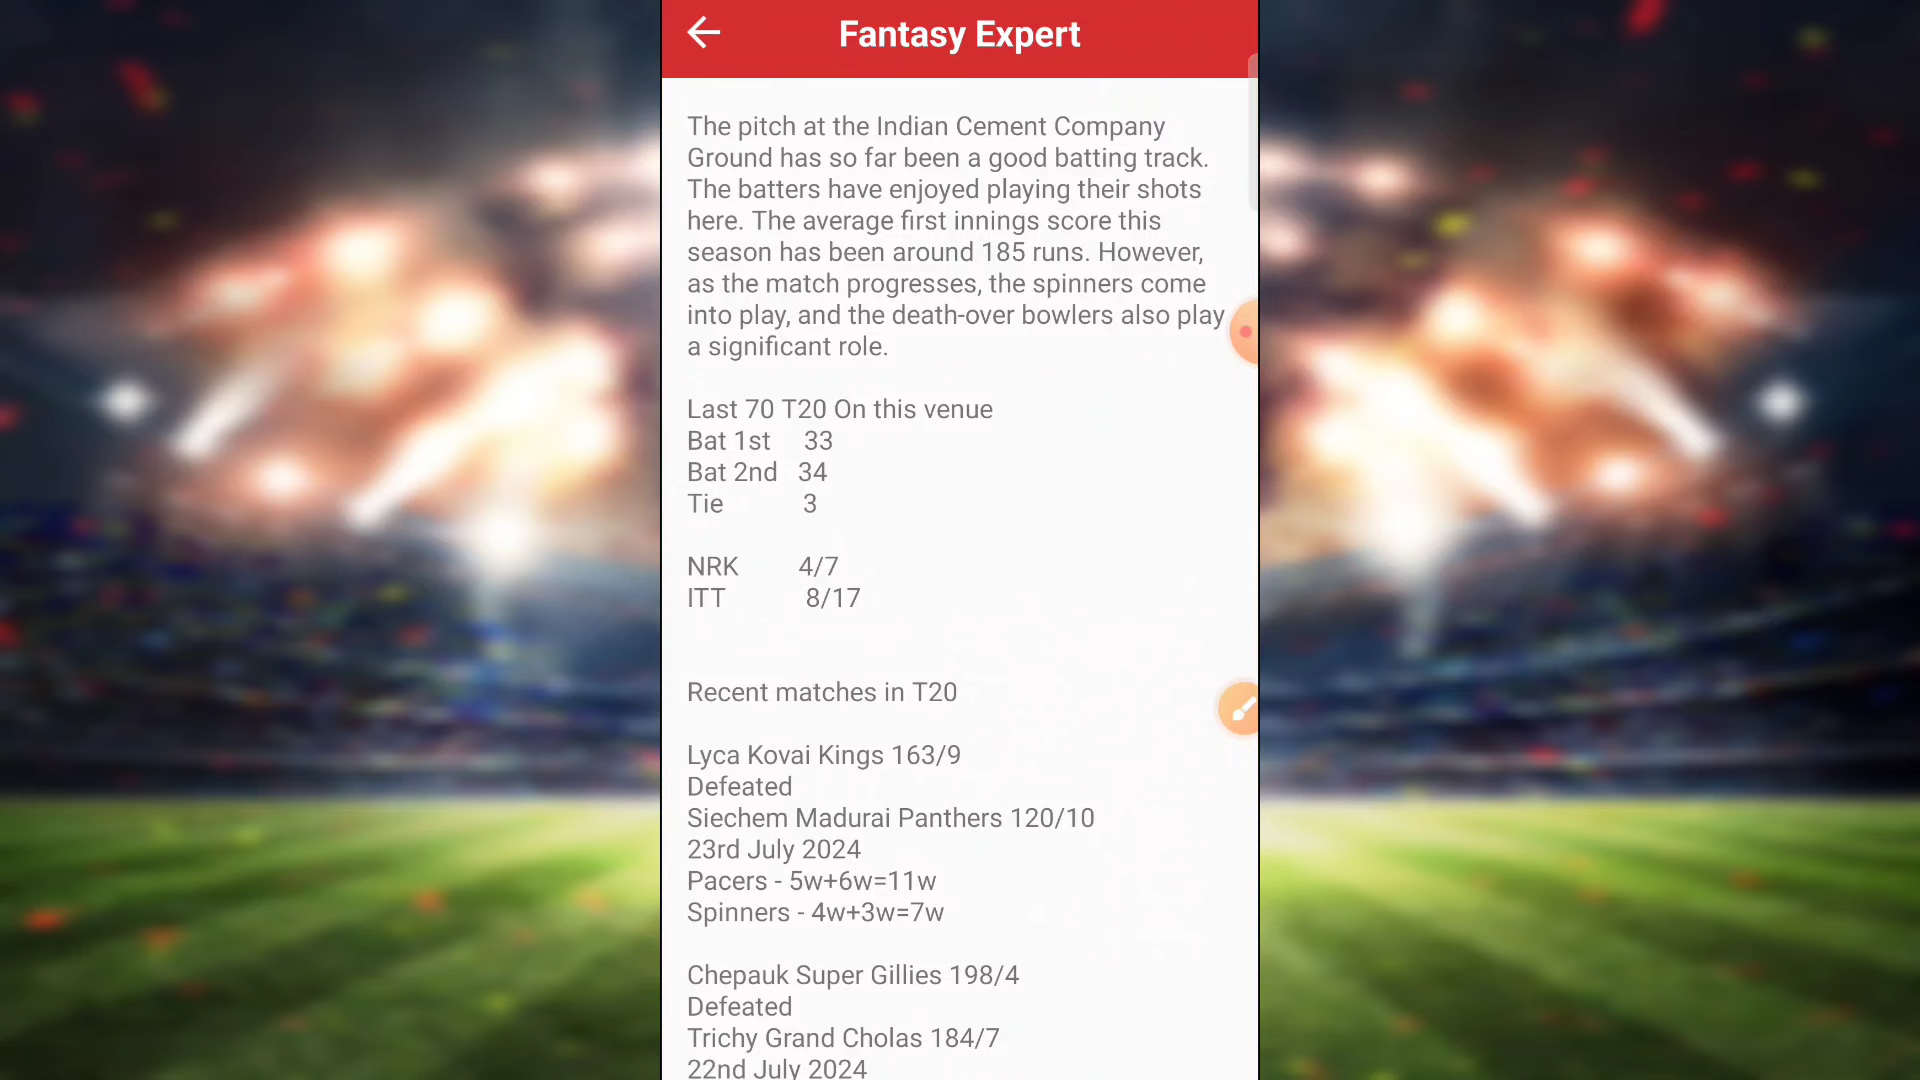 Fantasy Expert
The pitch at the Indian Cement Company
Ground has so far been a good batting track.
The batters have enjoyed playing their shots
here. The average first innings score this
season has been around 185 runs. However,
as the match progresses, the spinners come
into play, and the death-over bowlers also play
a significant role.
Last 70 T20 On this venue
Bat 1st 33
Bat 2nd 34
Tie 3
NRK 4/7
ITT 8/17
Recent matches in T20
Lyca Kovai Kings 163/9
Defeated
Siechem Madurai Panthers 120/10
23rd July 2024
Pacers - 5w+6w=11w
Spinners - 4w+3w=7w
Chepauk Super Gillies 198/4
Defeated
Trichy Grand Cholas 184/7
22nd July 2024